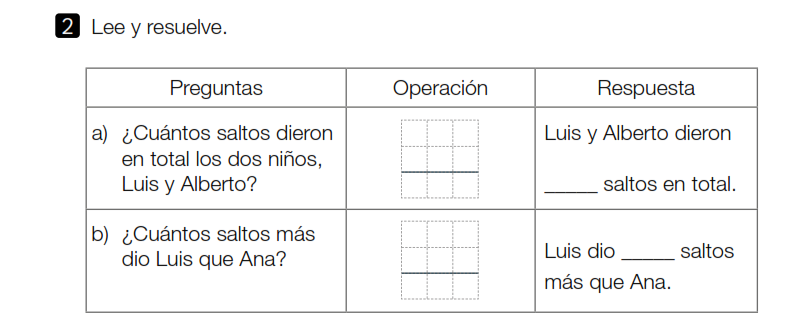 2 Lee y resuelve.
Preguntas Operación Respuesta
a) ¿Cuántos saltos dieron
en total los dos niños,
Luis y Alberto?
Luis y Alberto dieron
_____ saltos en total.
b) ¿Cuántos saltos más
dio Luis que Ana?
Luis dio _____ saltos
más que Ana.